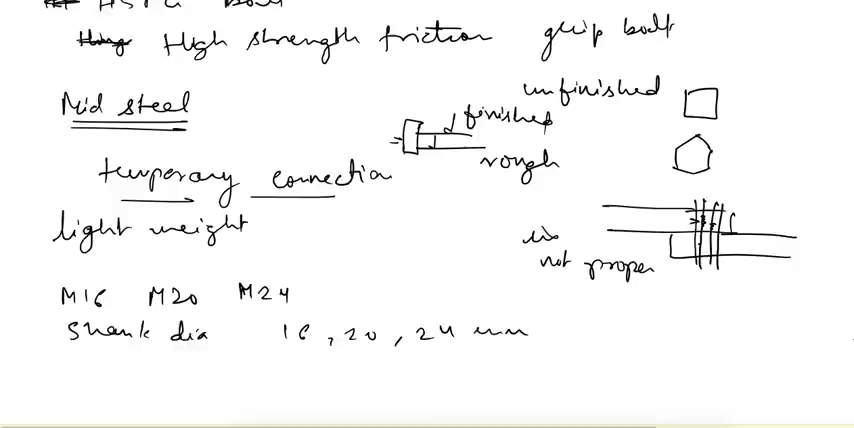 HSFG Bolt
High strength friction grip bolt
unfinished
Mid steel
finished
rough
temporary connection
light weight
not proper
M16 M20 M24
Shank dia 16, 20, 24 mm